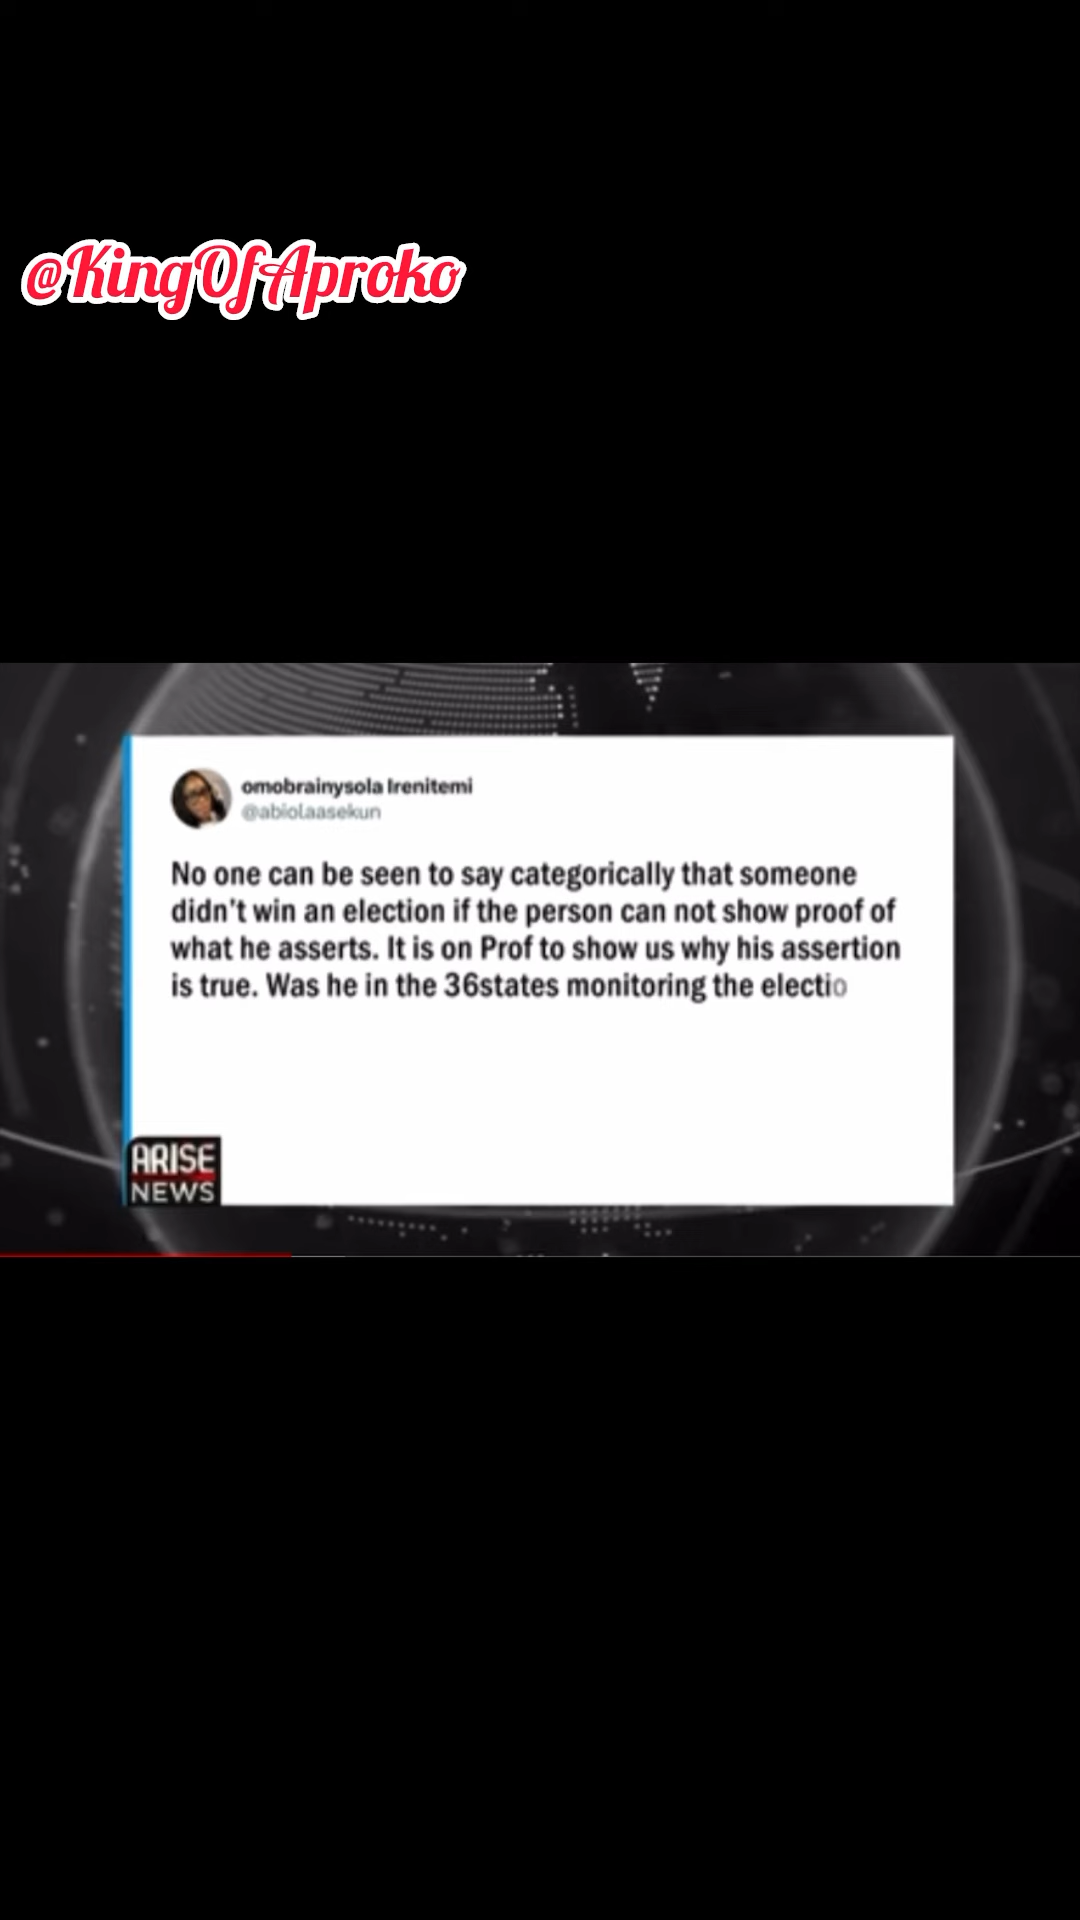 @KingOfAproko
omobrainysola Irenitemi
@abiolaasekun
No one can be seen to say categorically that someone
didn't win an election if the person can not show proof of
what he asserts. It is on Prof to show us why his assertion
is true. Was he in the 36states monitoring the electio
ARISE
NEWS